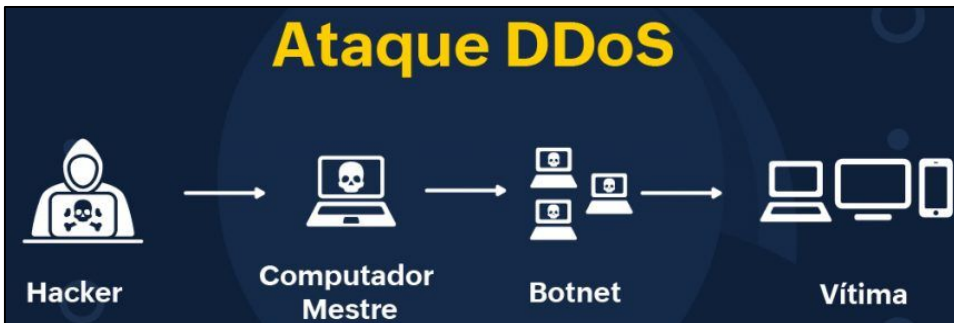 Ataque DDoS
Hacker
Computador
Mestre
Botnet
Vítima